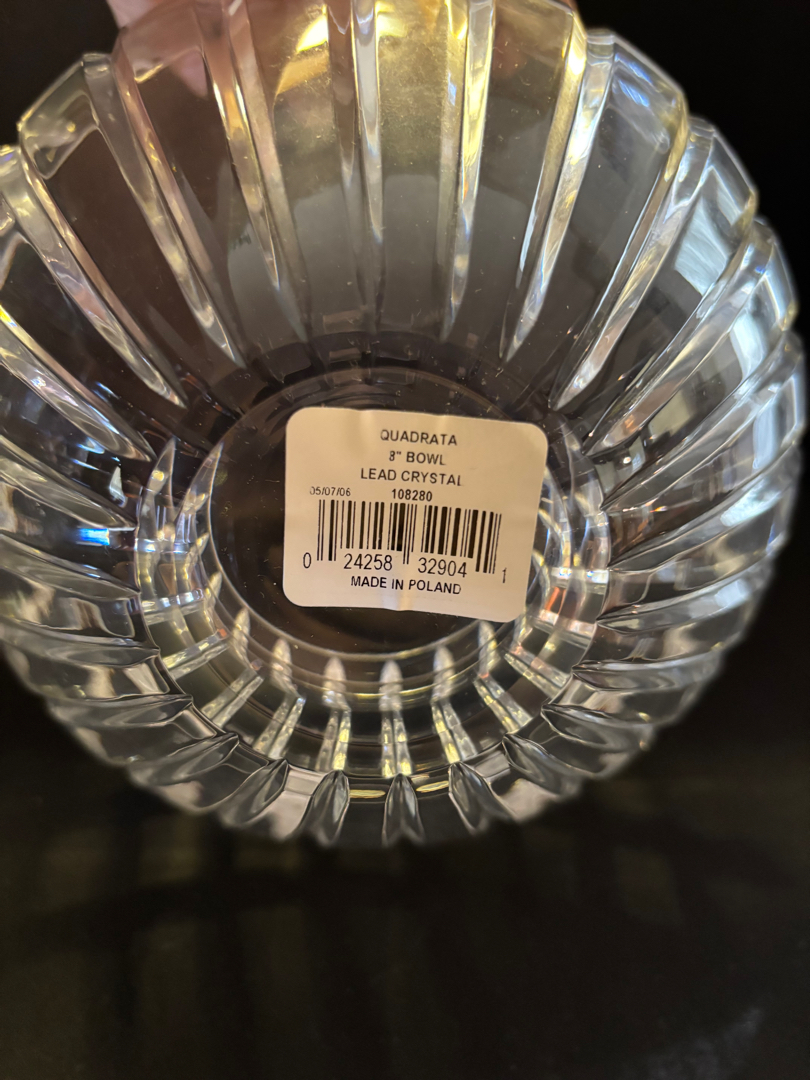 QUADRATA
8" BOWL
LEAD CRYSTAL
05/07/06 108280
0 24258 32904 1
MADE IN POLAND